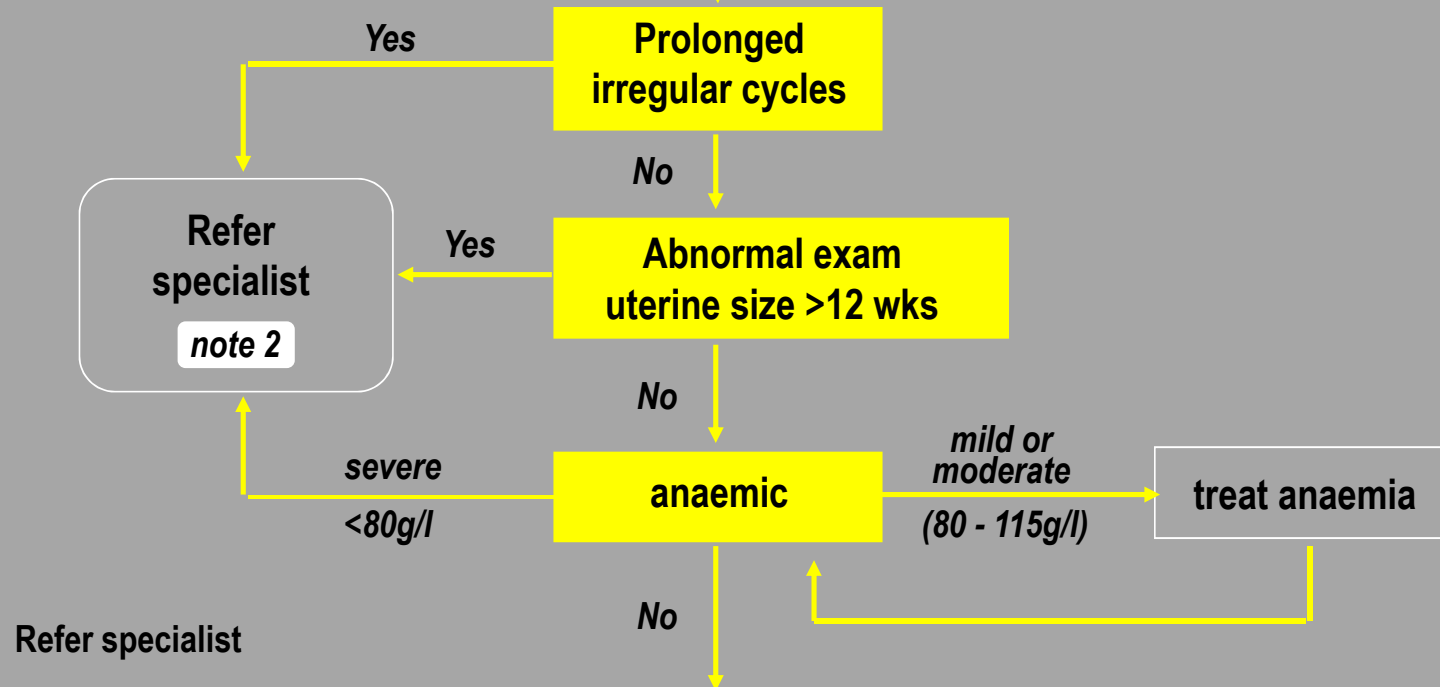 Yes
Prolonged
irregular cycles
No
Refer
specialist
note 2
Yes
Abnormal exam
uterine size >12 wks
No
severe
<80g/l
anaemic
mild or
moderate
(80 - 115g/l)
treat anaemia
No
Refer specialist